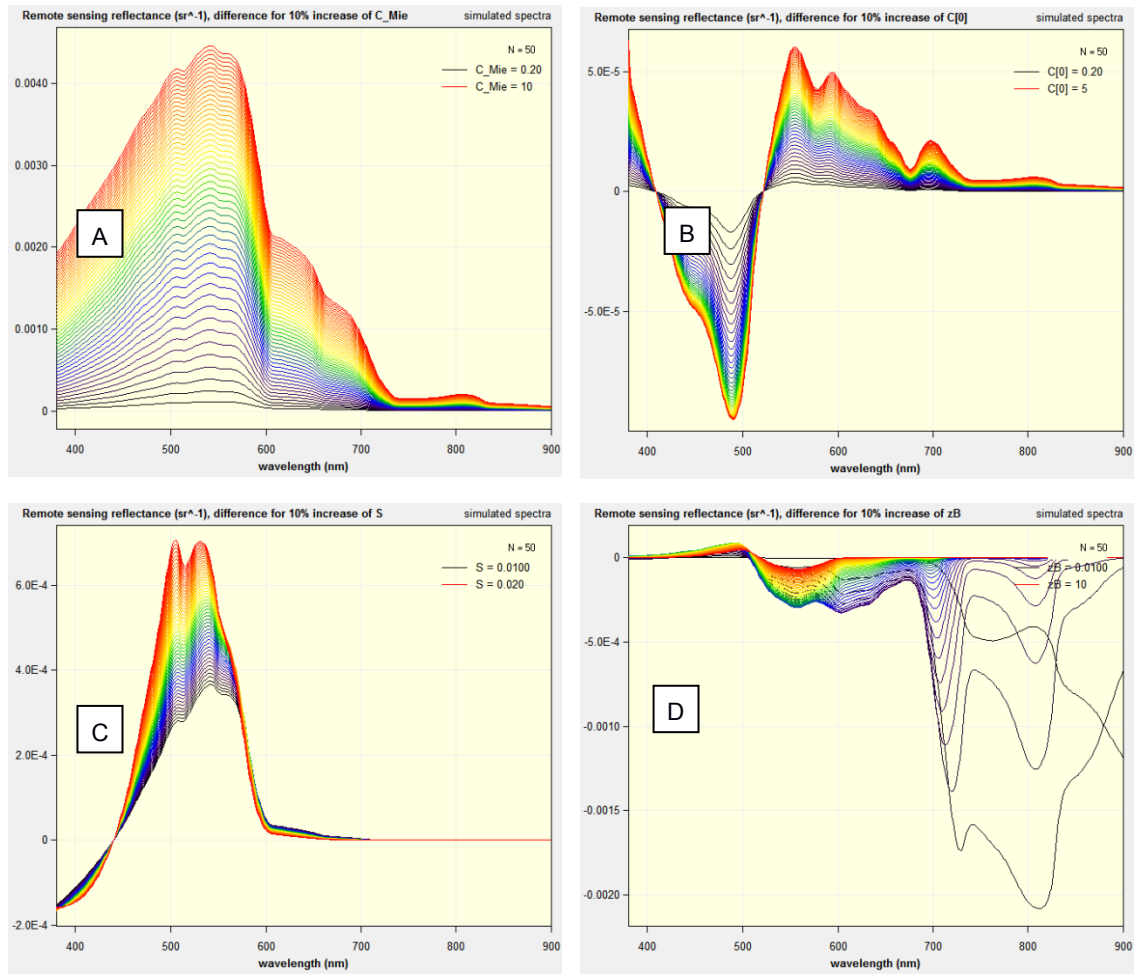 Remote sensing reflectance (sr^-1), difference for 10% increase of C_Mie simulated spectra
N = 50
C_Mie = 0.20
C_Mie = 10
0.0040
0.0030
0.0020
0.0010
0
A
400 500 600 700 800 900
wavelength (nm)
Remote sensing reflectance (sr^-1), difference for 10% increase of C[0] simulated spectra
N = 50
C[0] = 0.20
C[0] = 5
5.0E-5
0
-5.0E-5
B
400 500 600 700 800 900
wavelength (nm)
Remote sensing reflectance (sr^-1), difference for 10% increase of S simulated spectra
N = 50
S = 0.0100
S = 0.020
6.0E-4
4.0E-4
2.0E-4
0
-2.0E-4
C
400 500 600 700 800 900
wavelength (nm)
Remote sensing reflectance (sr^-1), difference for 10% increase of zB simulated spectra
N = 50
zB = 0.0100
zB = 10
0
-5.0E-4
-0.0010
-0.0015
-0.0020
D
400 500 600 700 800 900
wavelength (nm)